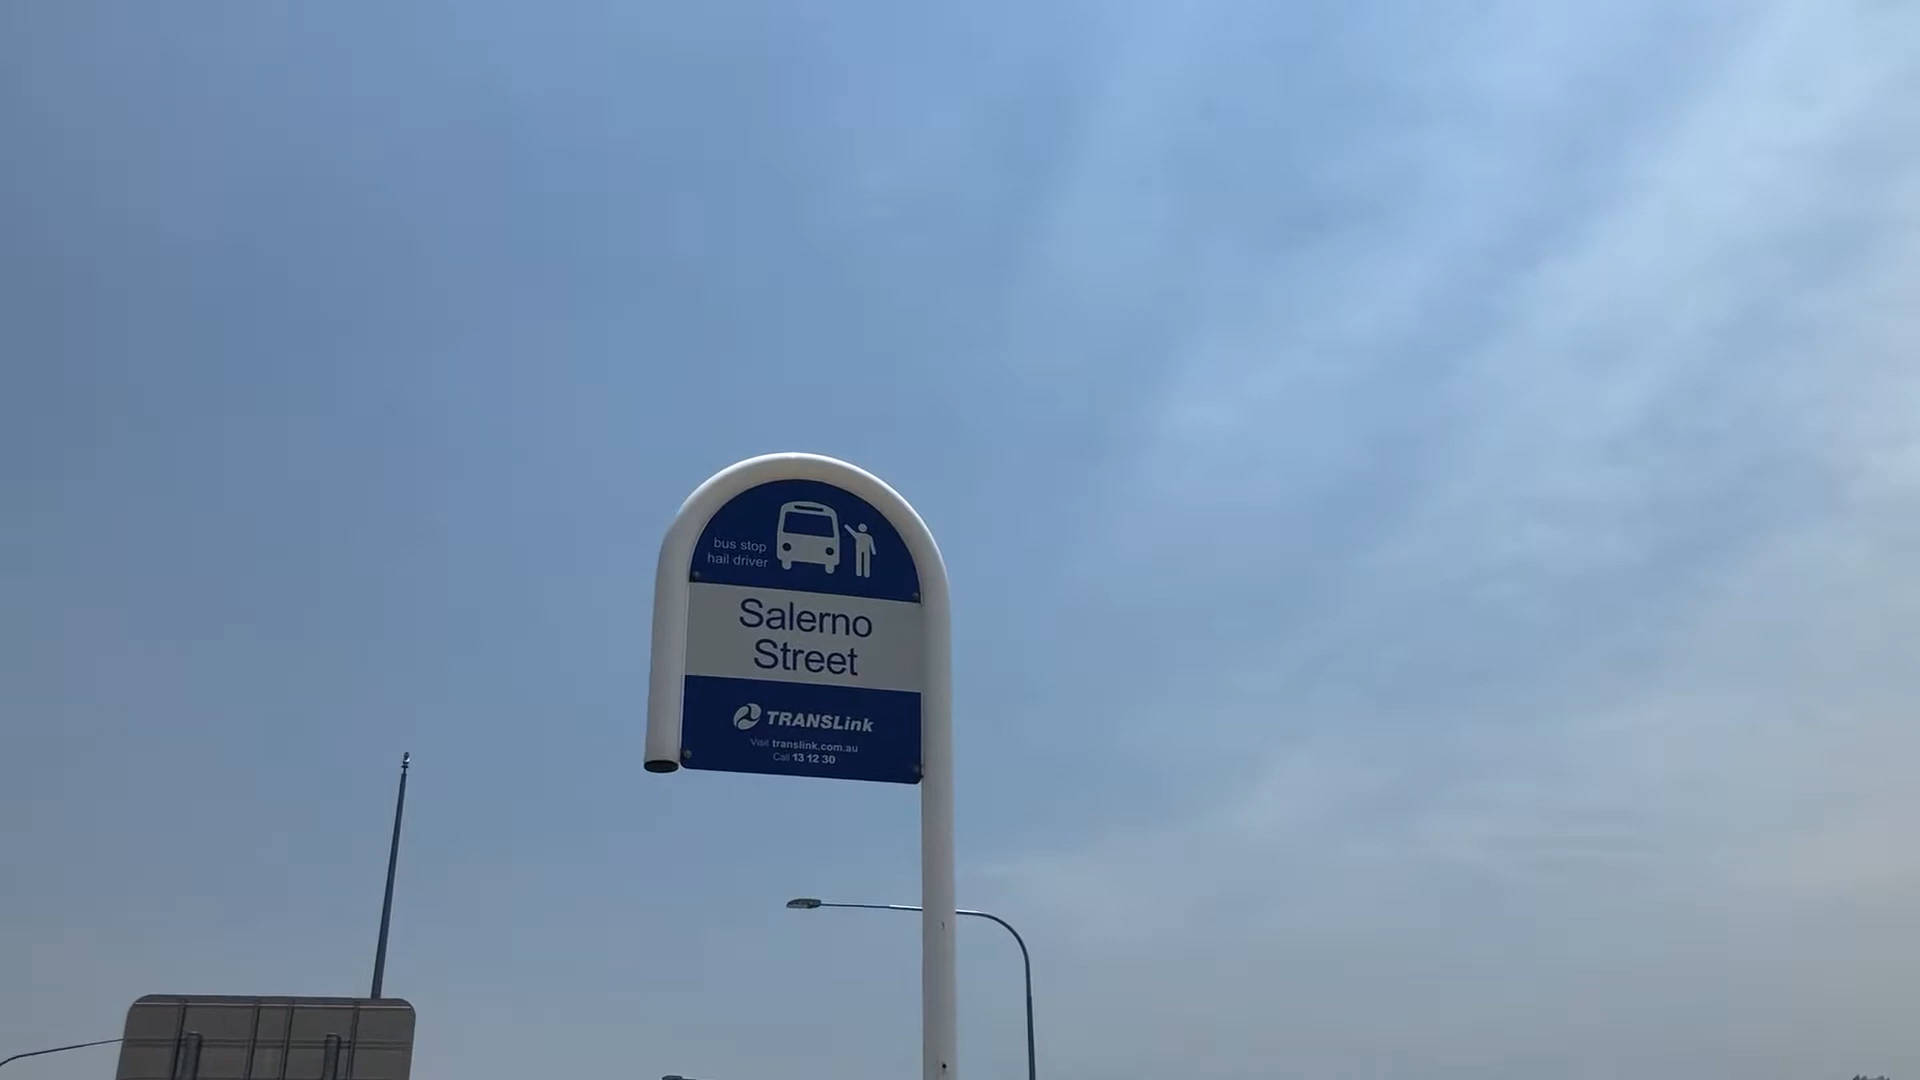 bus stop
hail driver
Salerno
Street
TRANSLink
Visit translink.com.au
Call 13 12 30